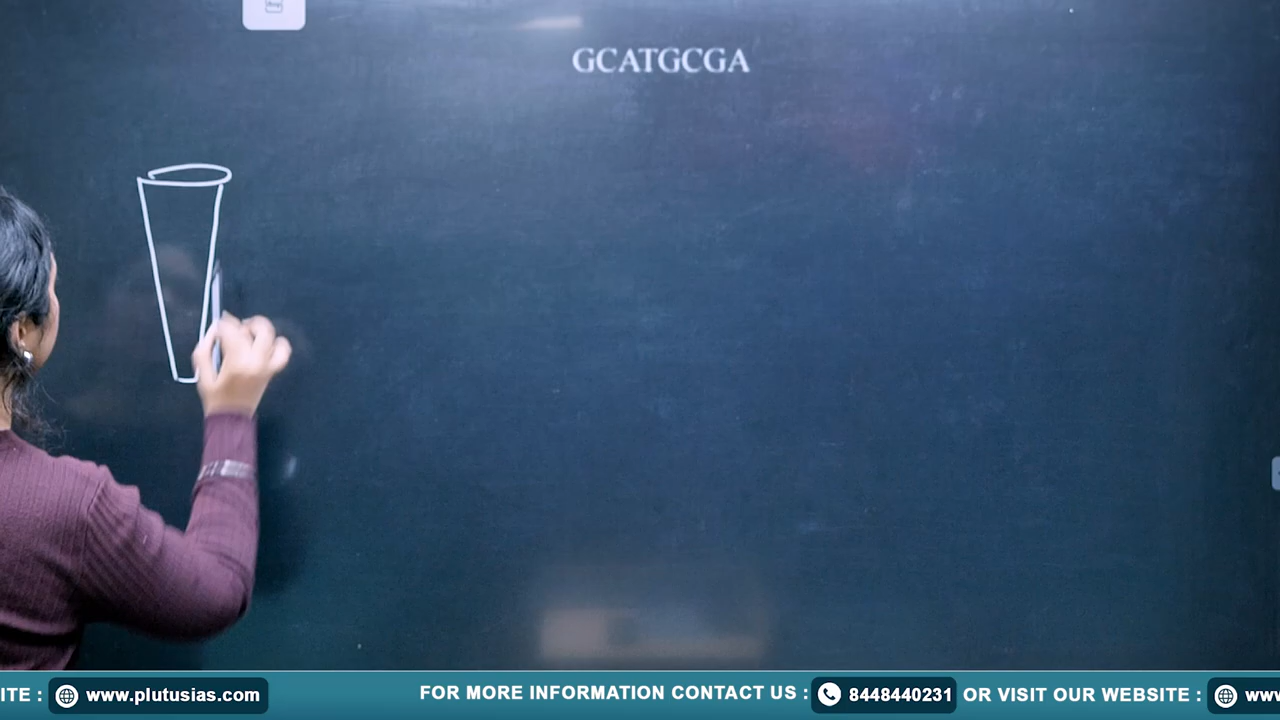 GCATGCGA
ITE : www.plutusias.com FOR MORE INFORMATION CONTACT US : 8448440231 OR VISIT OUR WEBSITE : www